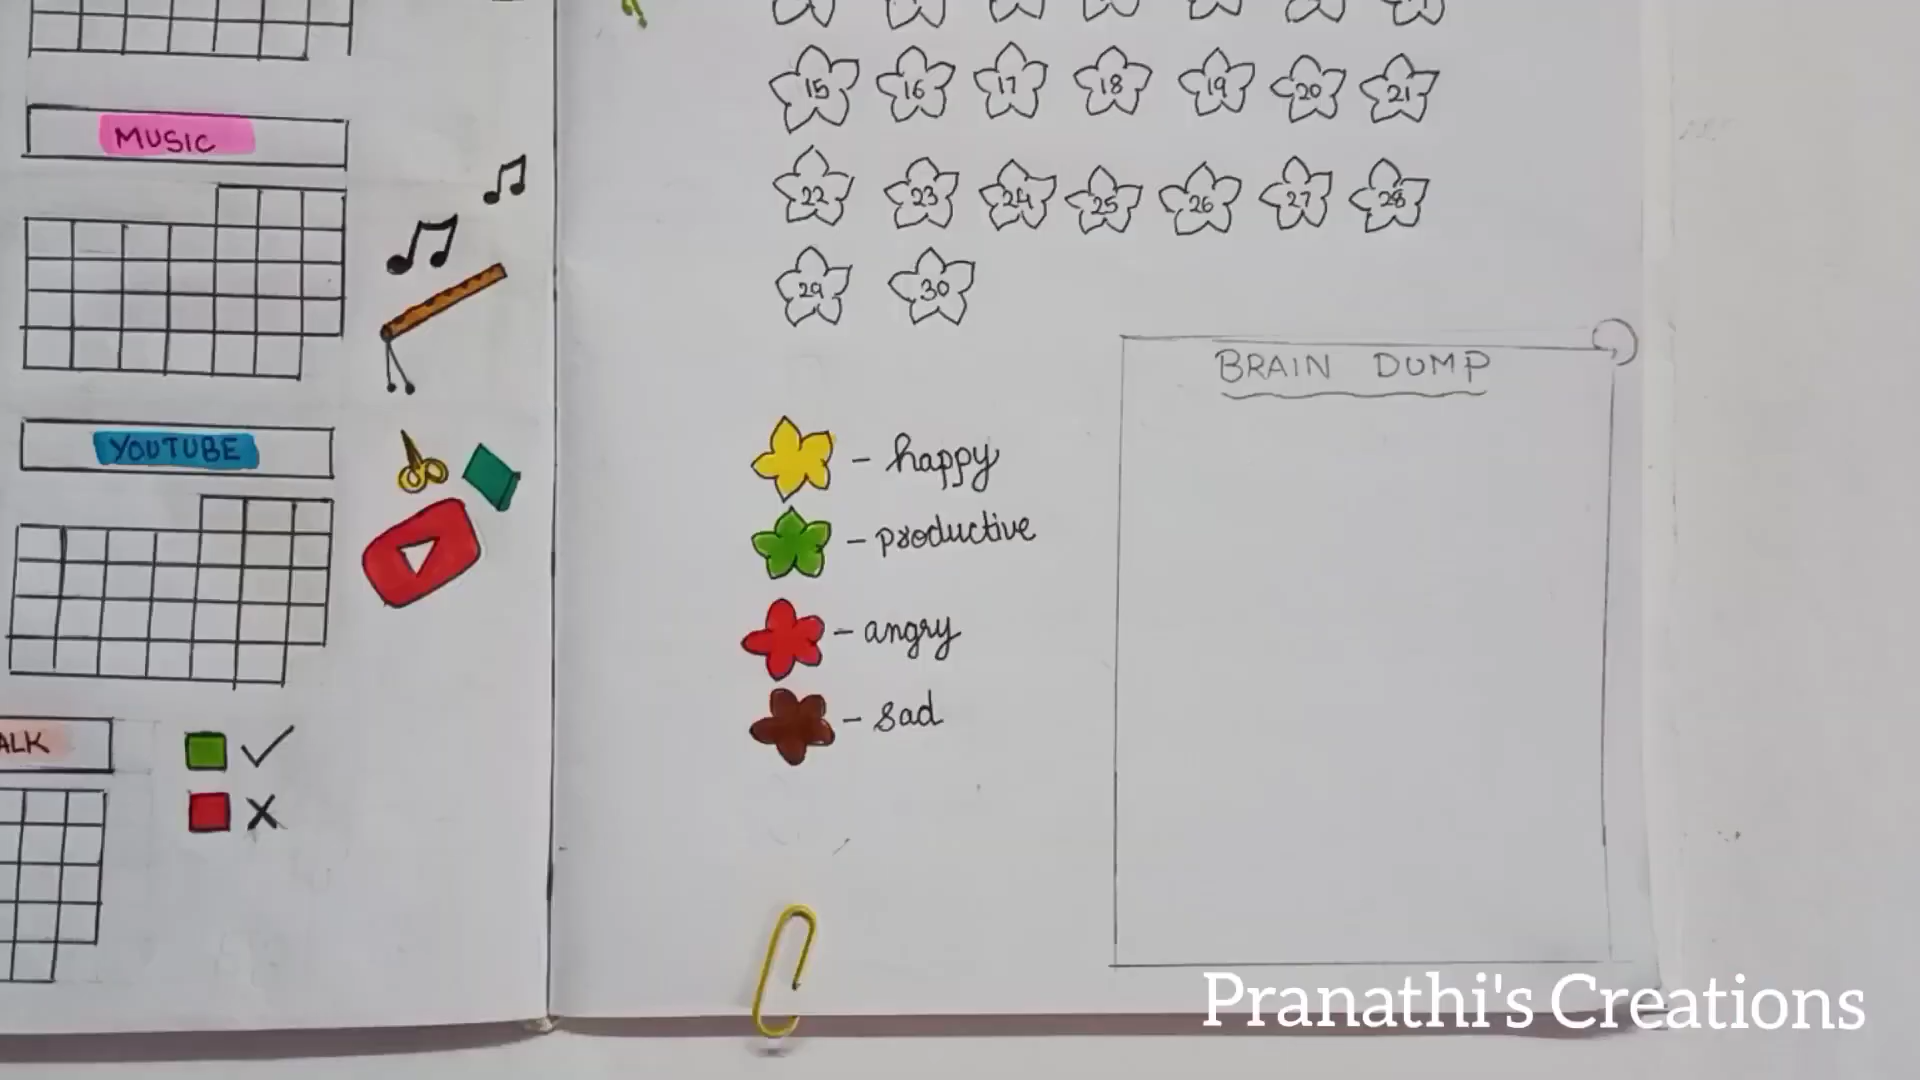 MUSIC
YOUTUBE
ALK
15 16 17 18 19 20 21
22 23 24 25 26 27 28
29 30
- happy
- productive
- angry
- sad
BRAIN DUMP
Pranathi's Creations